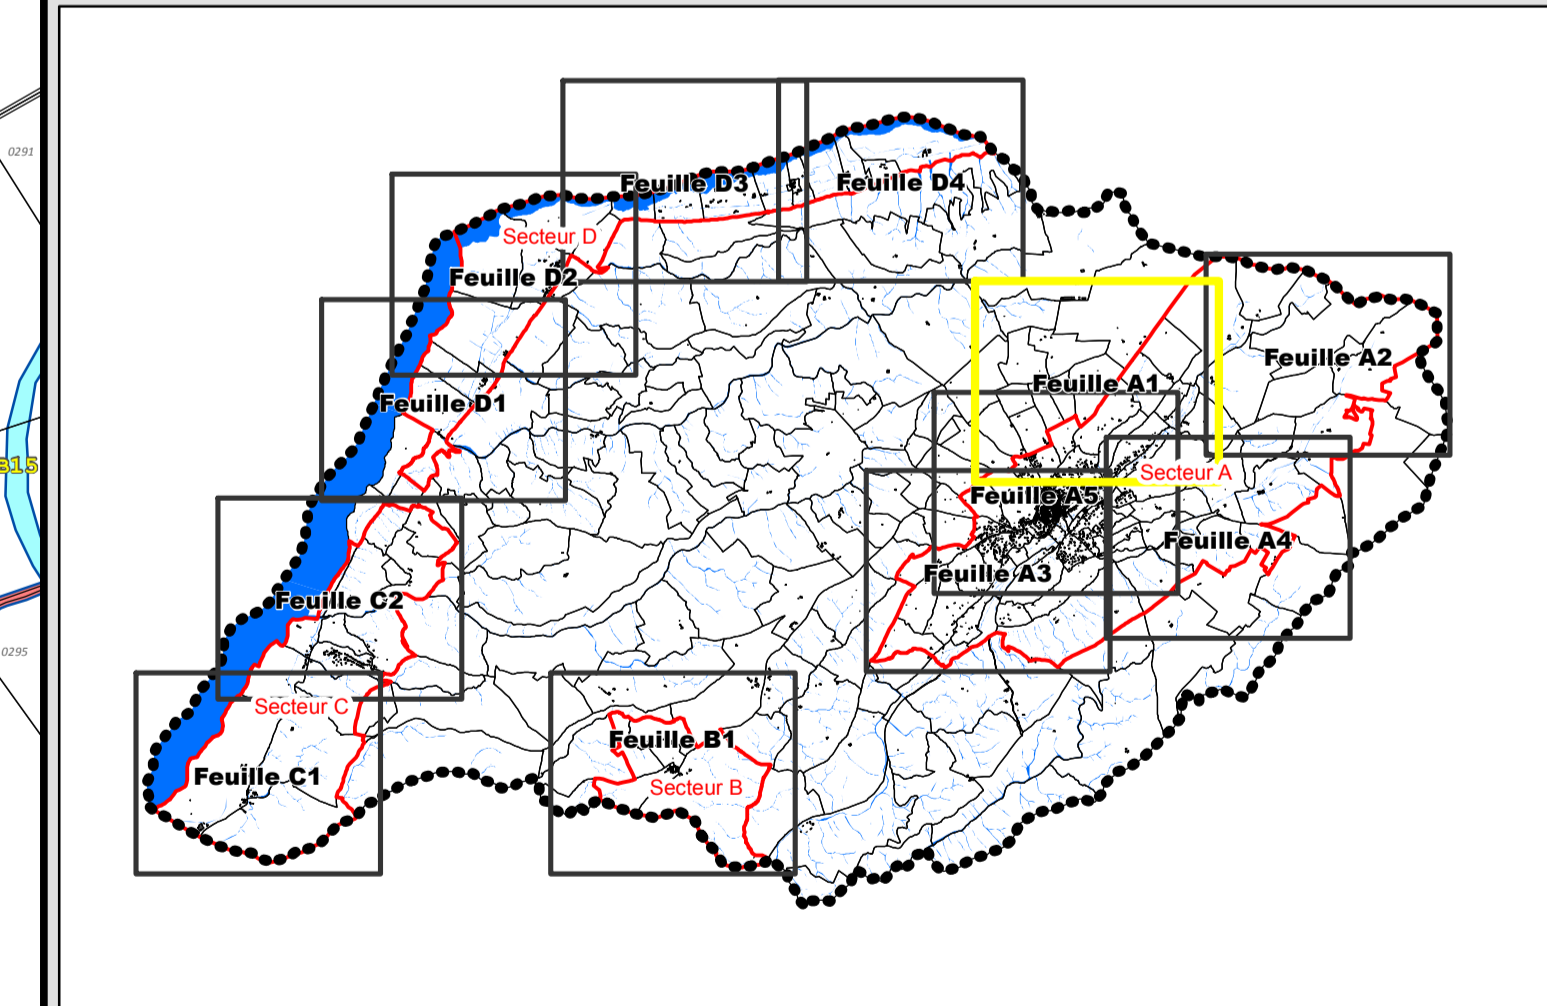 0291
315
0295
Feuille D3
Feuille D4
Secteur D
Feuille D2
Feuille D1
Feuille A1
Feuille A2
Secteur A
Feuille A5
Feuille A4
Feuille A3
Feuille C2
Secteur C
Feuille C1
Feuille B1
Secteur B